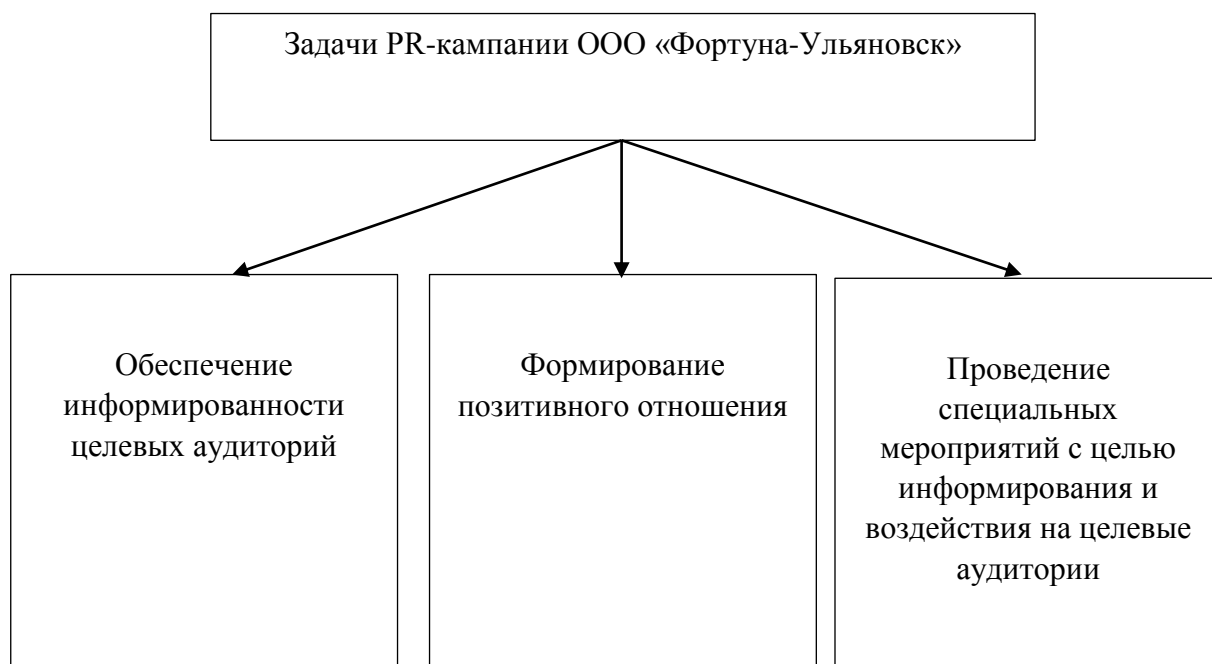 Задачи PR-кампании ООО «Фортуна-Ульяновск»
Обеспечение
информированности
целевых аудиторий
Формирование
позитивного отношения
Проведение
специальных
мероприятий с целью
информирования и
воздействия на целевые
аудитории